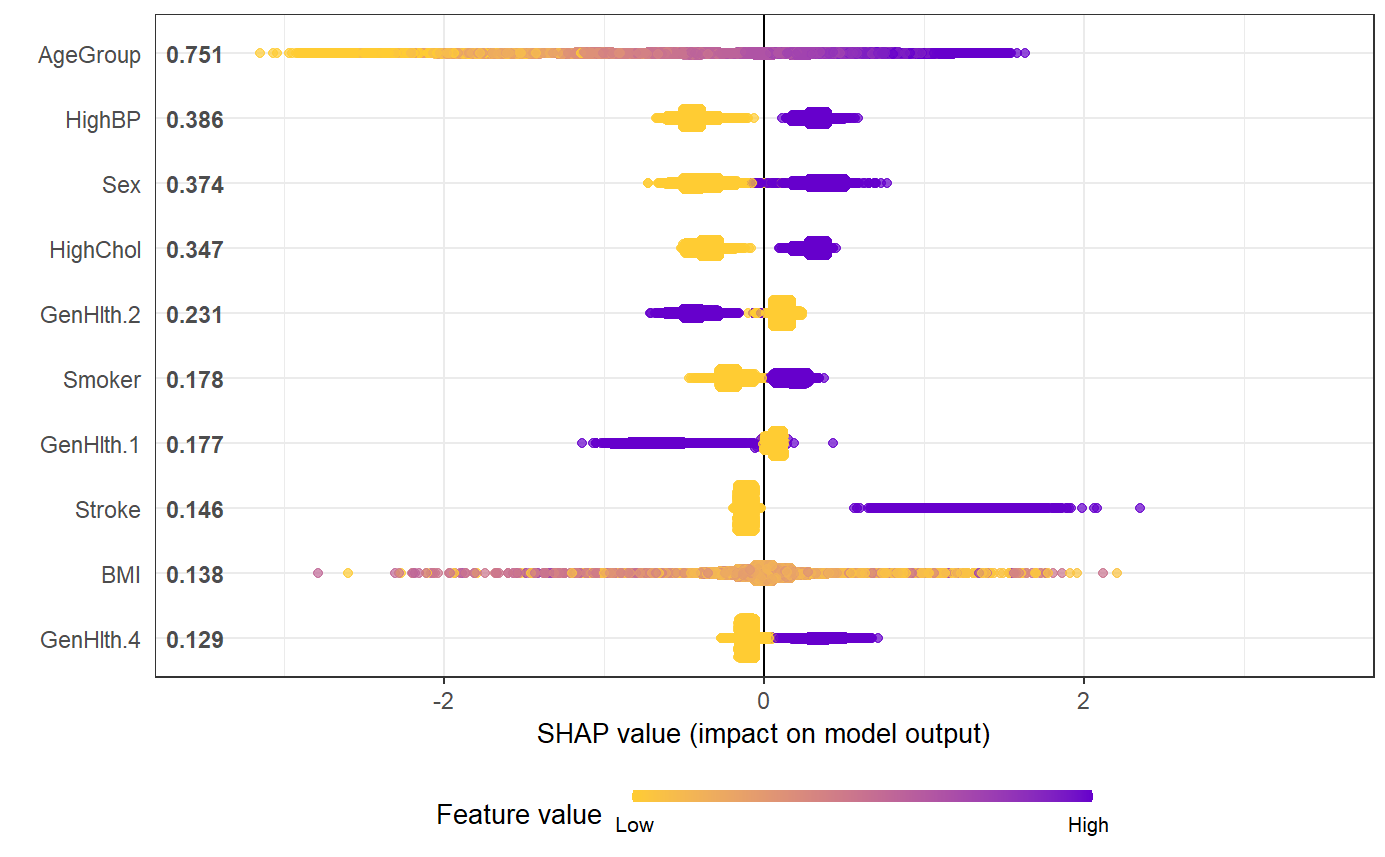 AgeGroup 0.751
HighBP 0.386
Sex 0.374
HighChol 0.347
GenHlth.2 0.231
Smoker 0.178
GenHlth.1 0.177
Stroke 0.146
BMI 0.138
GenHlth.4 0.129
-2 0 2
SHAP value (impact on model output)
Feature value
Low High